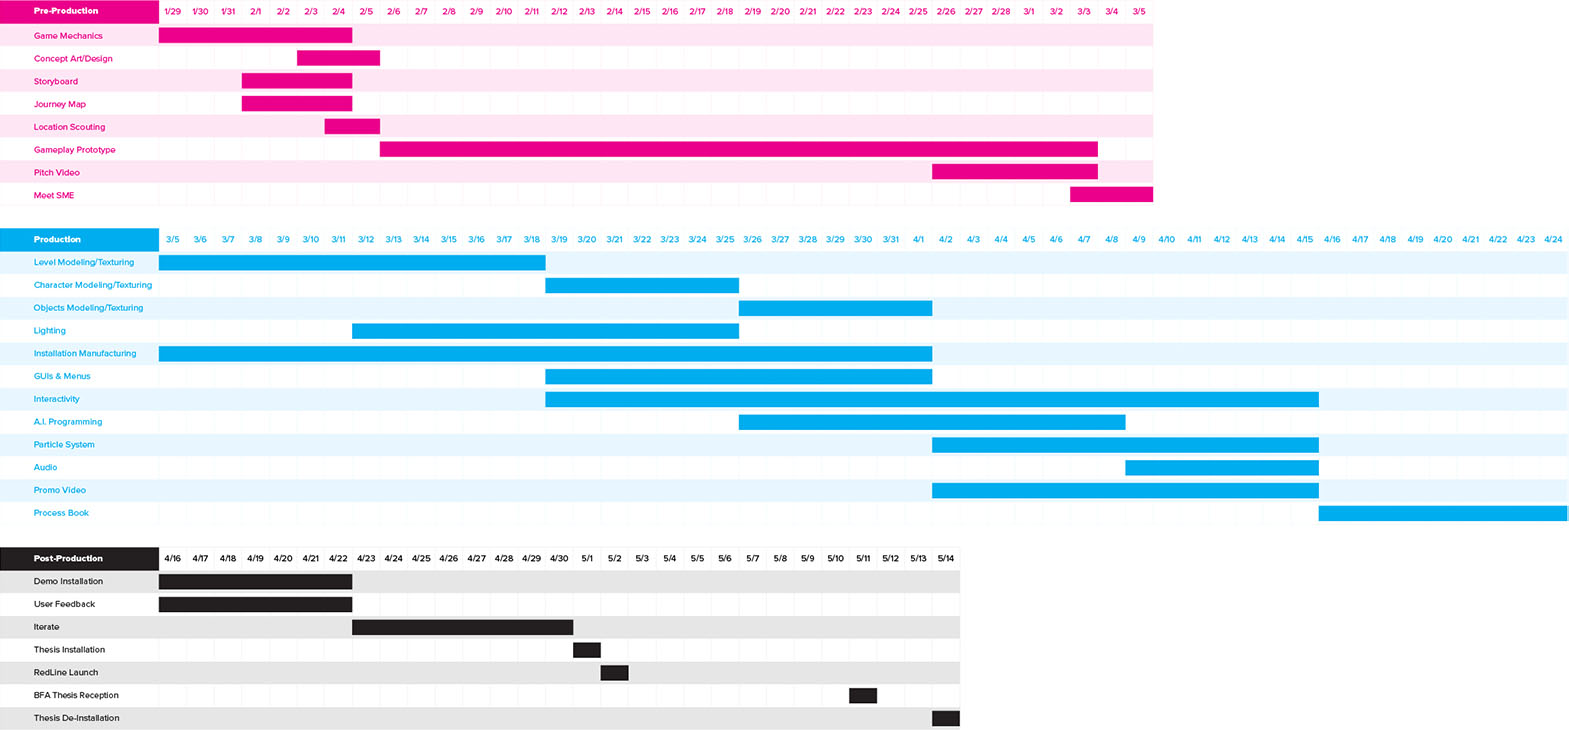 Pre-Production 1/29 1/30 1/31 2/1 2/2 2/3 2/4 2/5 2/6 2/7 2/8 2/9 2/10 2/11 2/12 2/13 2/14 2/15 2/16 2/17 2/18 2/19 2/20 2/21 2/22 2/23 2/24 2/25 2/26 2/27 2/28 3/1 3/2 3/3 3/4 3/5
Game Mechanics
Concept Art/Design
Storyboard
Journey Map
Location Scouting
Gameplay Prototype
Pitch Video
Meet SME
Production 3/5 3/6 3/7 3/8 3/9 3/10 3/11 3/12 3/13 3/14 3/15 3/16 3/17 3/18 3/19 3/20 3/21 3/22 3/23 3/24 3/25 3/26 3/27 3/28 3/29 3/30 3/31 4/1 4/2 4/3 4/4 4/5 4/6 4/7 4/8 4/9 4/10 4/11 4/12 4/13 4/14 4/15 4/16 4/17 4/18 4/19 4/20 4/21 4/22 4/23 4/24
Level Modeling/Texturing
Character Modeling/Texturing
Objects Modeling/Texturing
Lighting
Installation Manufacturing
GUIs & Menus
Interactivity
A.I. Programming
Particle System
Audio
Promo Video
Process Book
Post-Production 4/16 4/17 4/18 4/19 4/20 4/21 4/22 4/23 4/24 4/25 4/26 4/27 4/28 4/29 4/30 5/1 5/2 5/3 5/4 5/5 5/6 5/7 5/8 5/9 5/10 5/11 5/12 5/13 5/14
Demo Installation
User Feedback
Iterate
Thesis Installation
RedLine Launch
BFA Thesis Reception
Thesis De-Installation